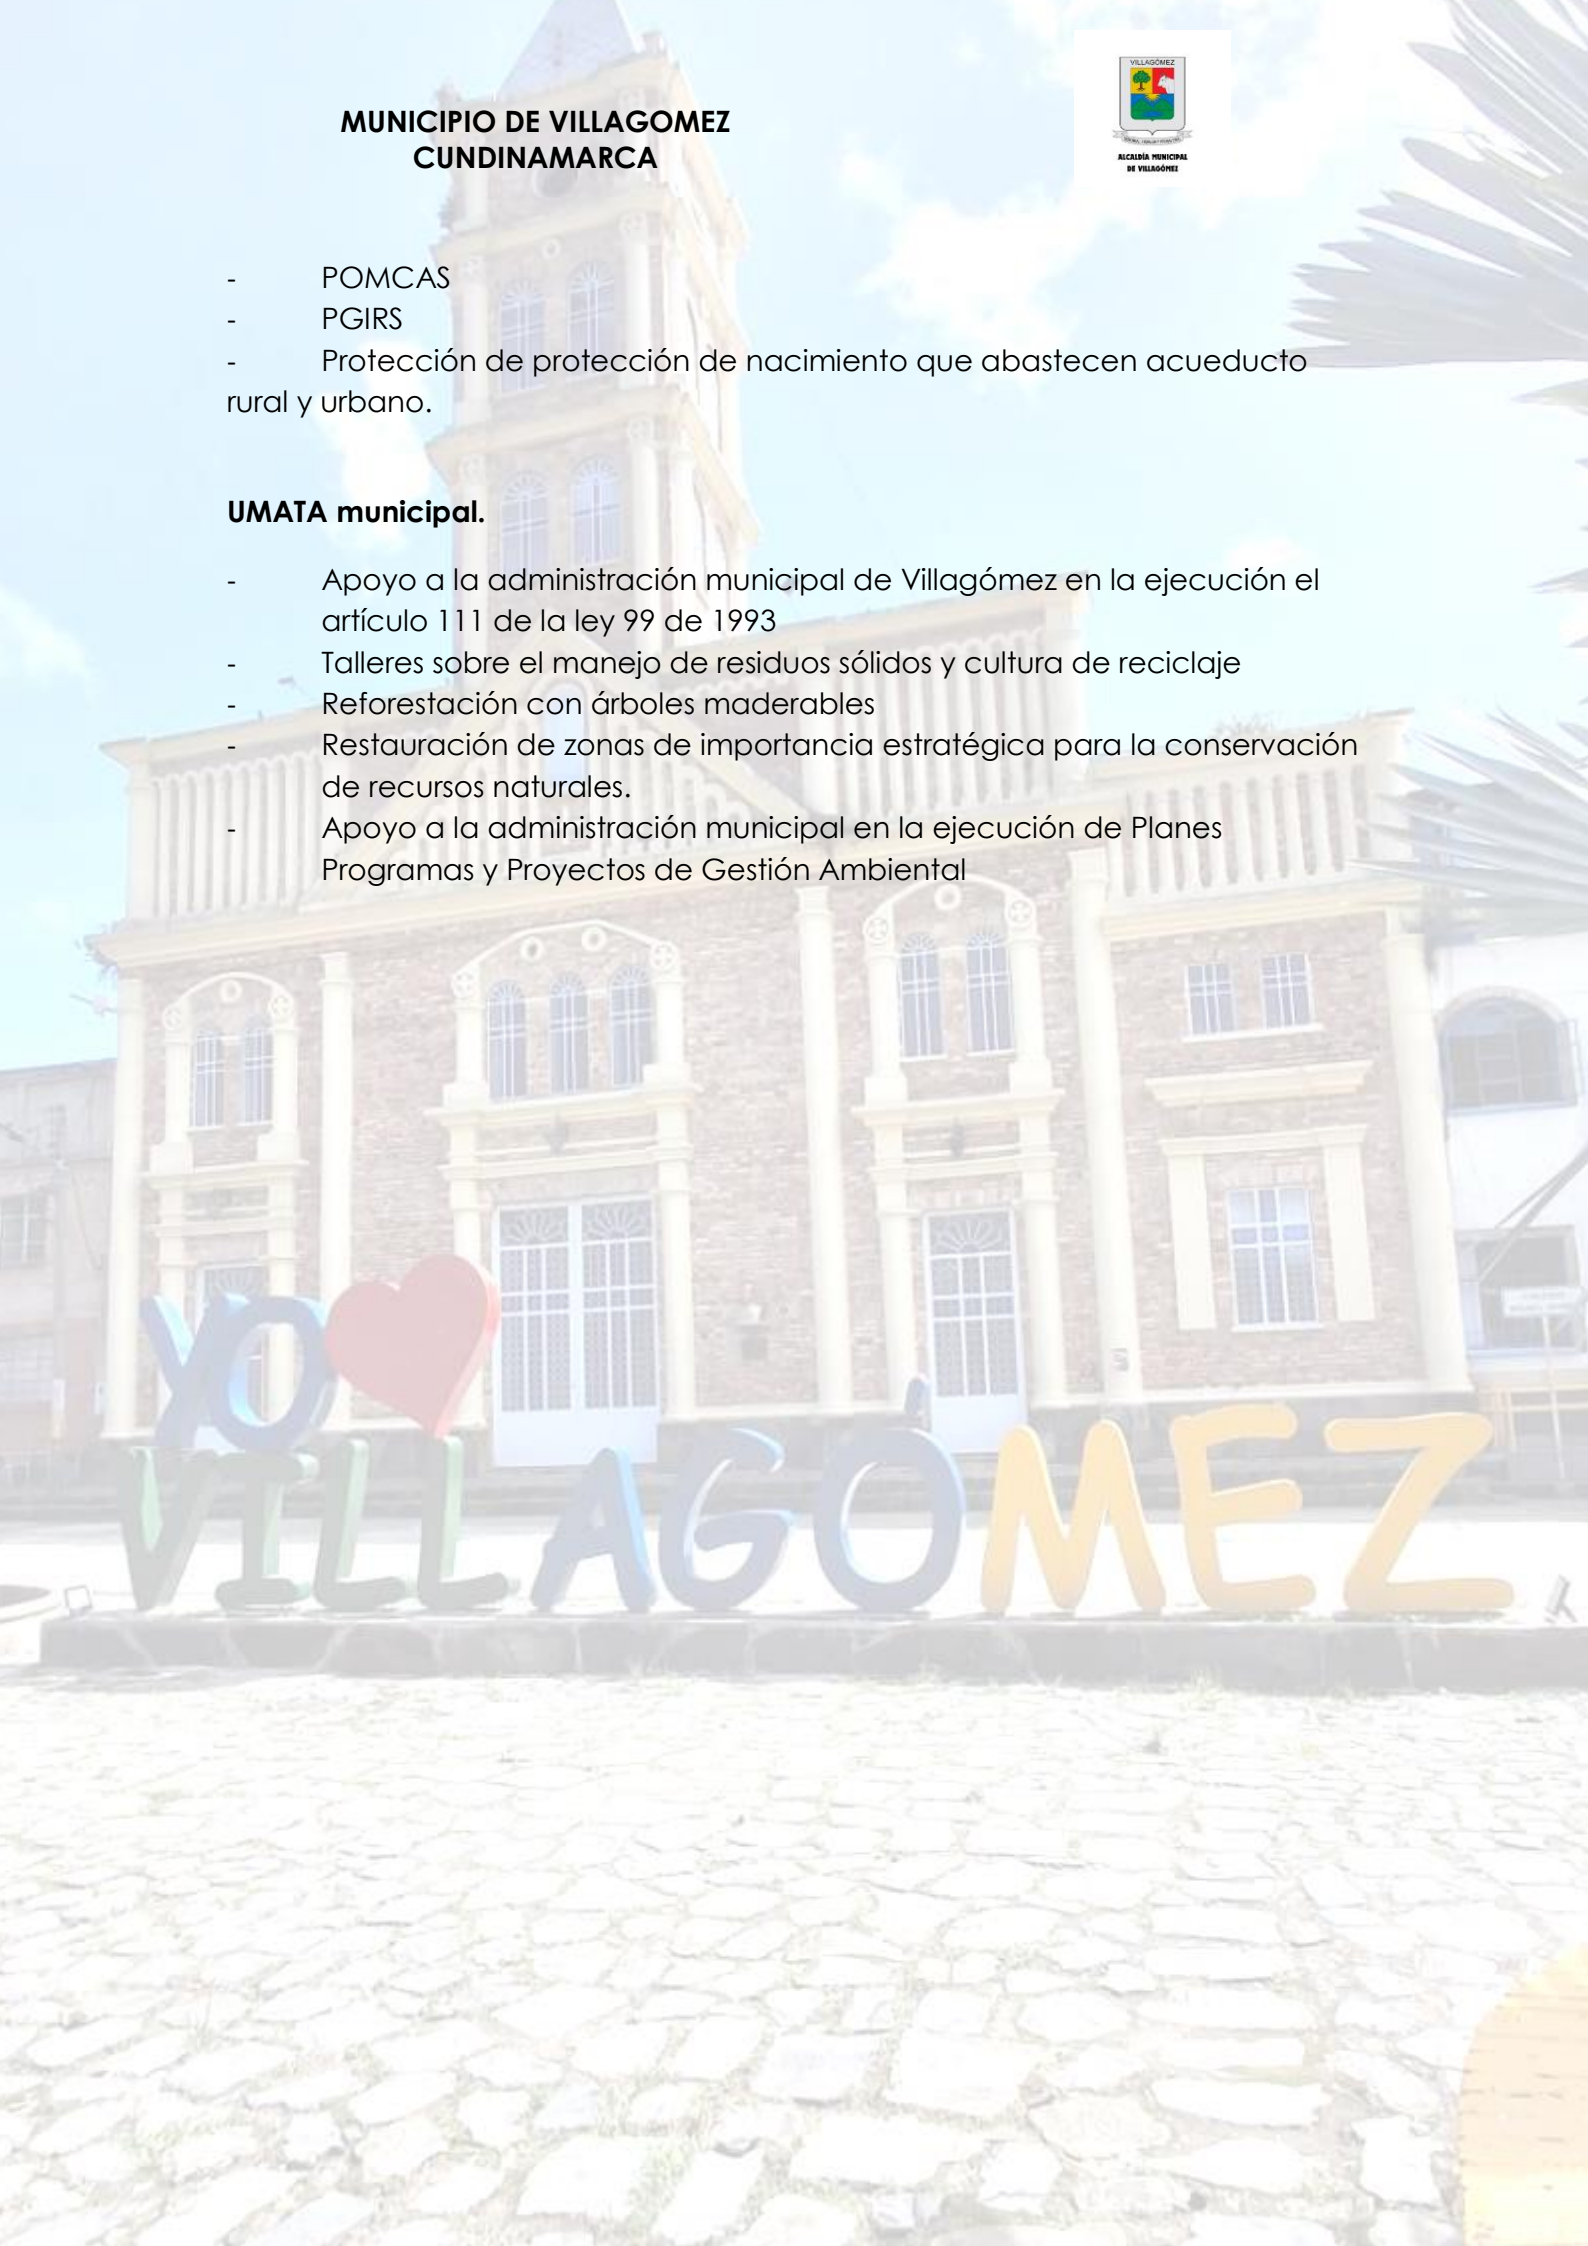 MUNICIPIO DE VILLAGOMEZ
CUNDINAMARCA
VILLAGÓMEZ
ALCALDÍA MUNICIPAL
DE VILLAGÓMEZ
- POMCAS
- PGIRS
- Protección de protección de nacimiento que abastecen acueducto
rural y urbano.
UMATA municipal.
- Apoyo a la administración municipal de Villagómez en la ejecución el
artículo 111 de la ley 99 de 1993
- Talleres sobre el manejo de residuos sólidos y cultura de reciclaje
- Reforestación con árboles maderables
- Restauración de zonas de importancia estratégica para la conservación
de recursos naturales.
- Apoyo a la administración municipal en la ejecución de Planes
Programas y Proyectos de Gestión Ambiental
YO
VILLAGÓMEZ